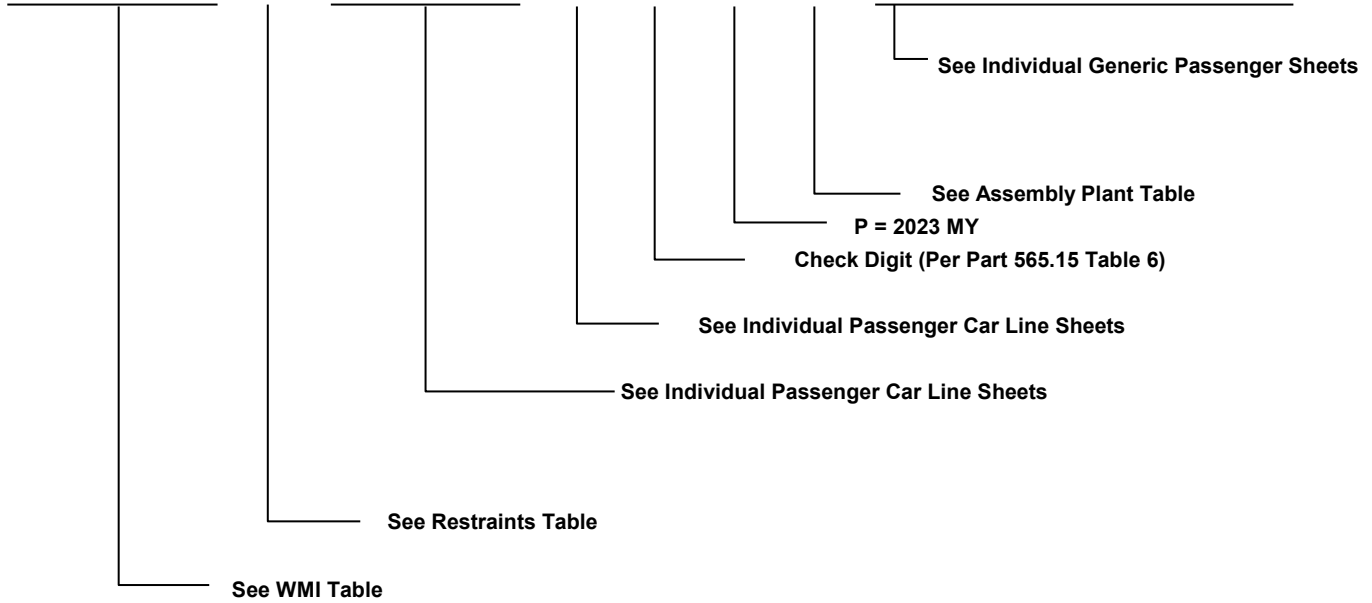 See Individual Generic Passenger Sheets
See Assembly Plant Table
P = 2023 MY
Check Digit (Per Part 565.15 Table 6)
See Individual Passenger Car Line Sheets
See Individual Passenger Car Line Sheets
See Restraints Table
See WMI Table